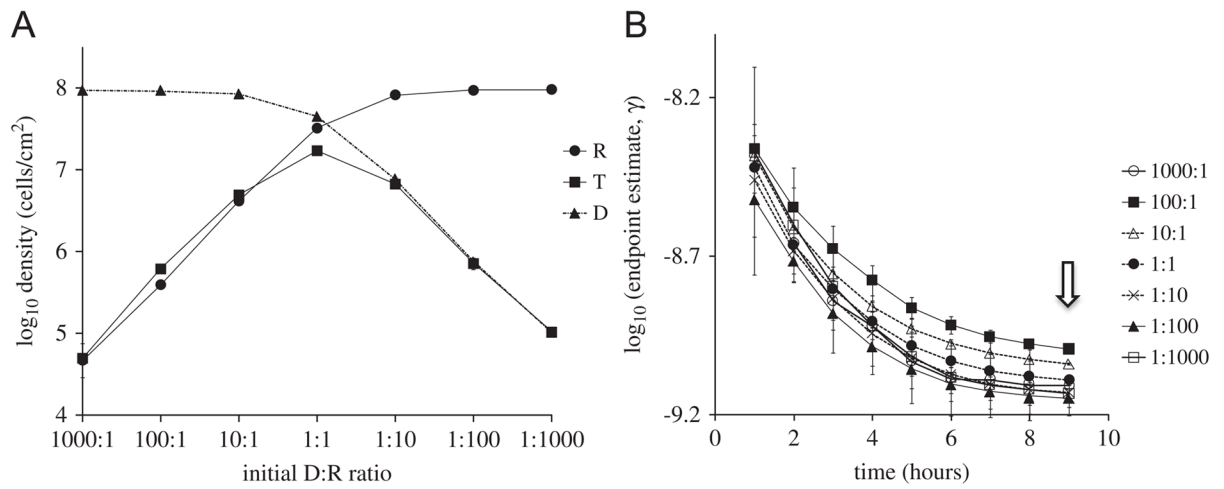 A
log10 density (cells/cm2)
8
7
6
5
4
1000:1 100:1 10:1 1:1 1:10 1:100 1:1000
initial D:R ratio
R
T
D
B
log10 (endpoint estimate, γ)
-8.2
-8.7
-9.2
0 2 4 6 8 10
time (hours)
1000:1
100:1
10:1
1:1
1:10
1:100
1:1000